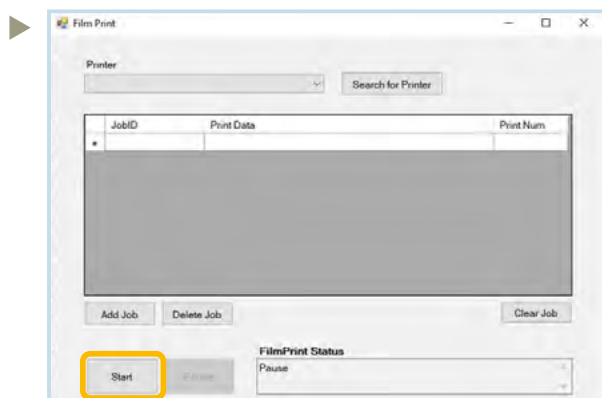 Film Print
Printer
Search for Printer
JobID Print Data Print Num
Add Job Delete Job Clear Job
FilmPrint Status
Start Pause